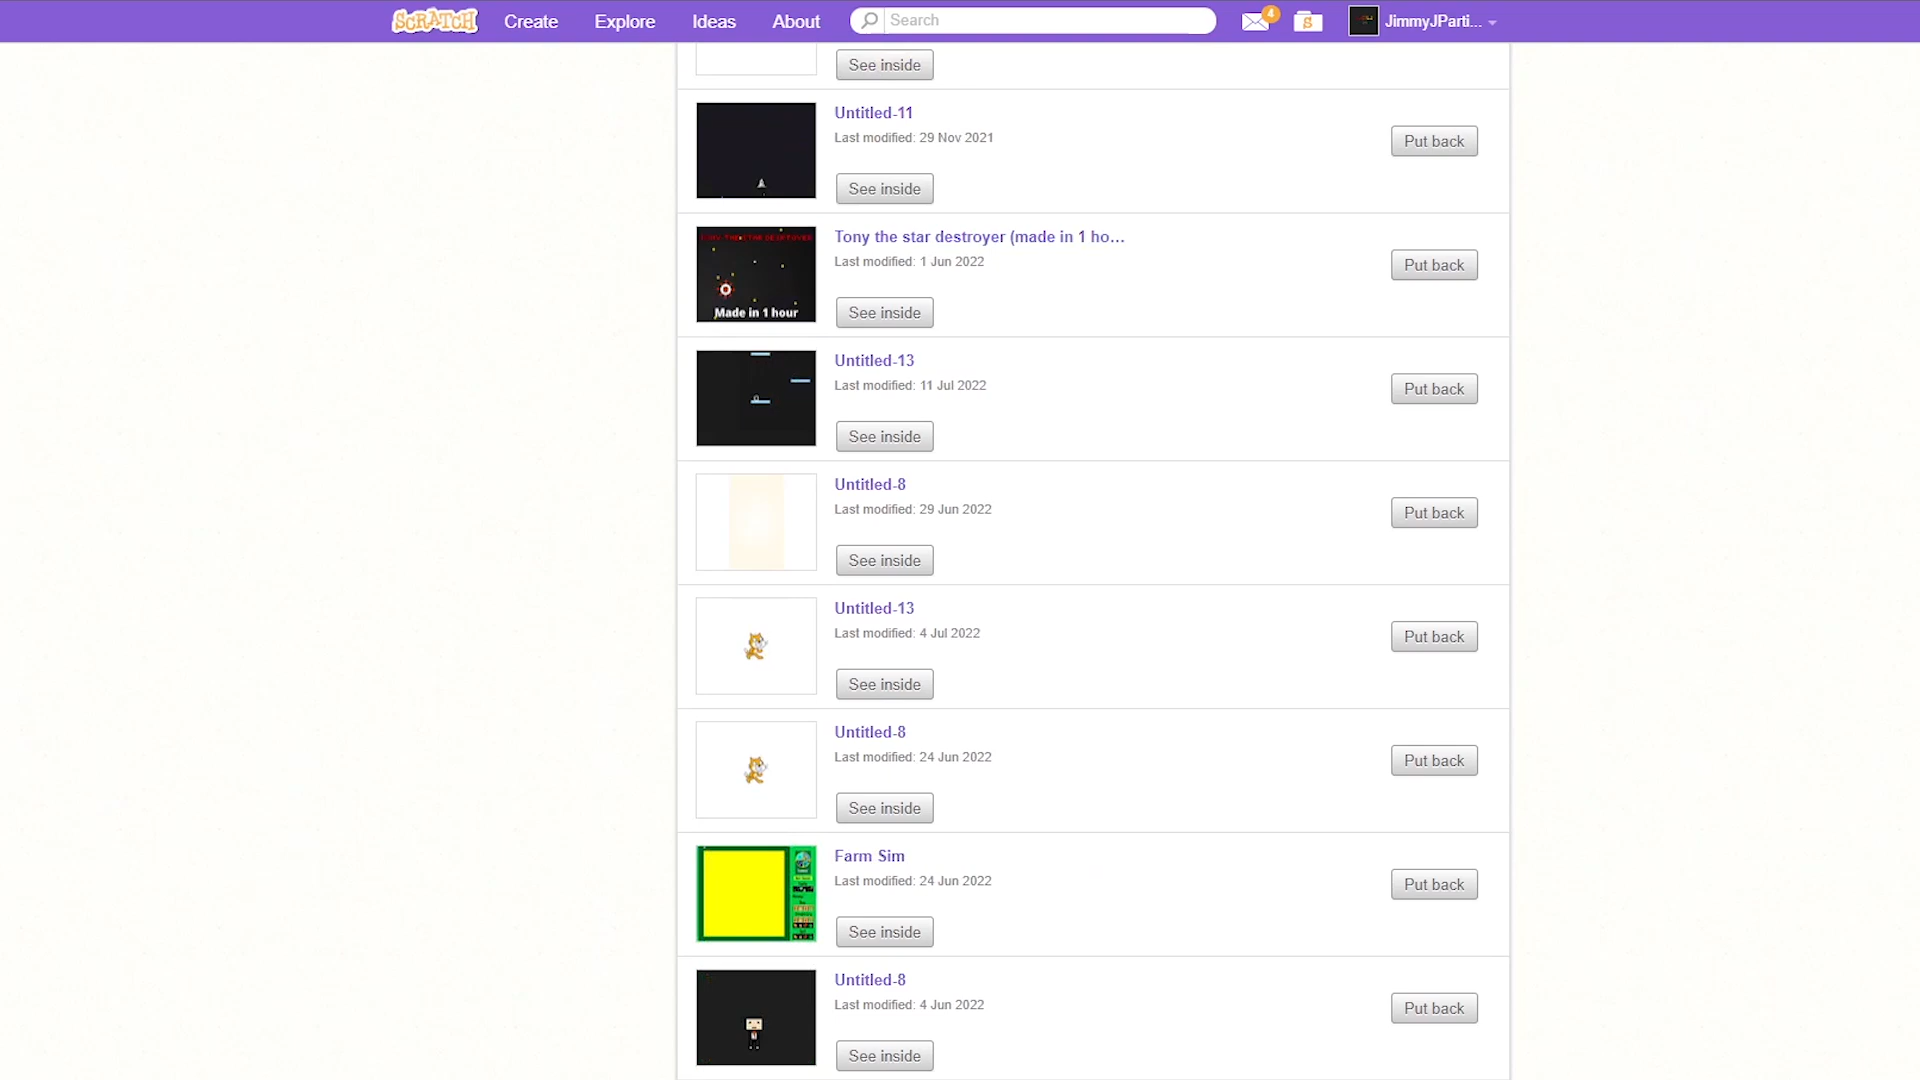 SCRATCH Create Explore Ideas About Search 4 S JimmyJParti...
See inside
Untitled-11
Last modified: 29 Nov 2021
Put back
See inside
Tony the star destroyer (made in 1 ho...
Last modified: 1 Jun 2022
Put back
TONY THE STAR DESTROYER
Made in 1 hour
See inside
Untitled-13
Last modified: 11 Jul 2022
Put back
See inside
Untitled-8
Last modified: 29 Jun 2022
Put back
See inside
Untitled-13
Last modified: 4 Jul 2022
Put back
See inside
Untitled-8
Last modified: 24 Jun 2022
Put back
See inside
Farm Sim
Last modified: 24 Jun 2022
Put back
See inside
Untitled-8
Last modified: 4 Jun 2022
Put back
See inside